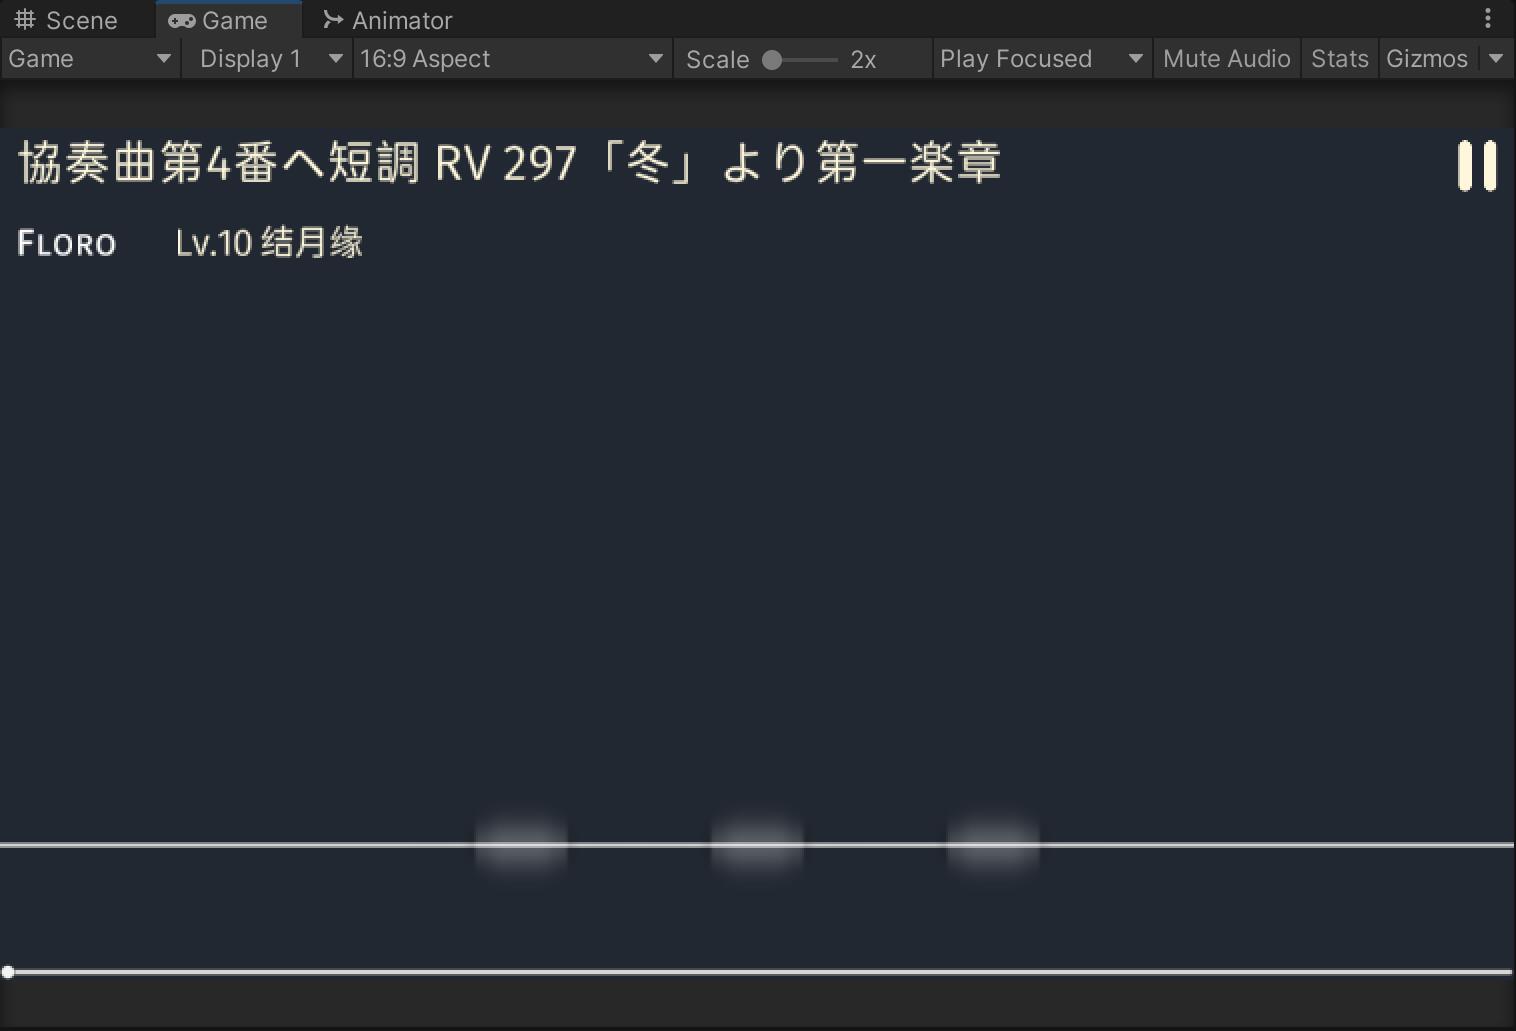 Scene Game Animator
Game Display 1 16:9 Aspect Scale 2x Play Focused Mute Audio Stats Gizmos
協奏曲第4番ヘ短調 RV 297「冬」より第一楽章
FLORO Lv.10 结月缘